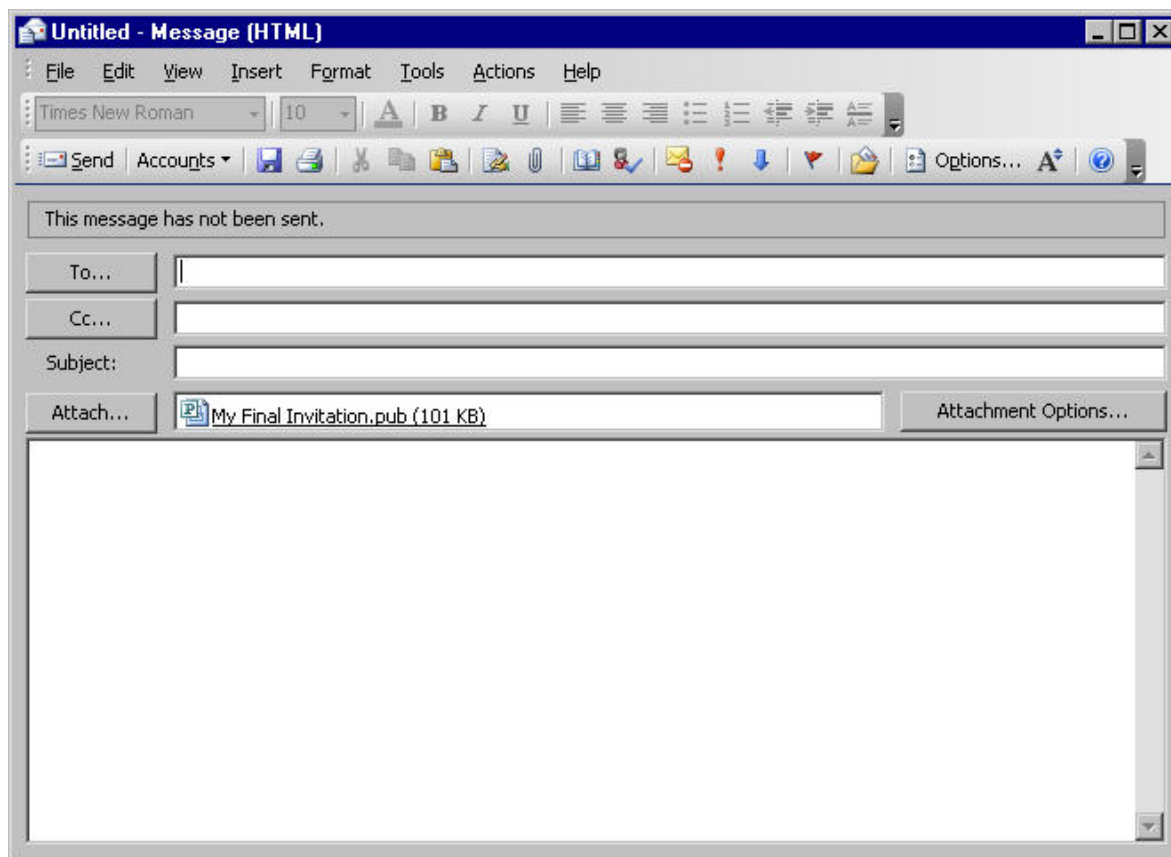 Untitled - Message (HTML)
File Edit View Insert Format Tools Actions Help
Times New Roman 10 A B I U
Send Accounts Options...
This message has not been sent.
To...
Cc...
Subject:
Attach... My Final Invitation.pub (101 KB) Attachment Options...